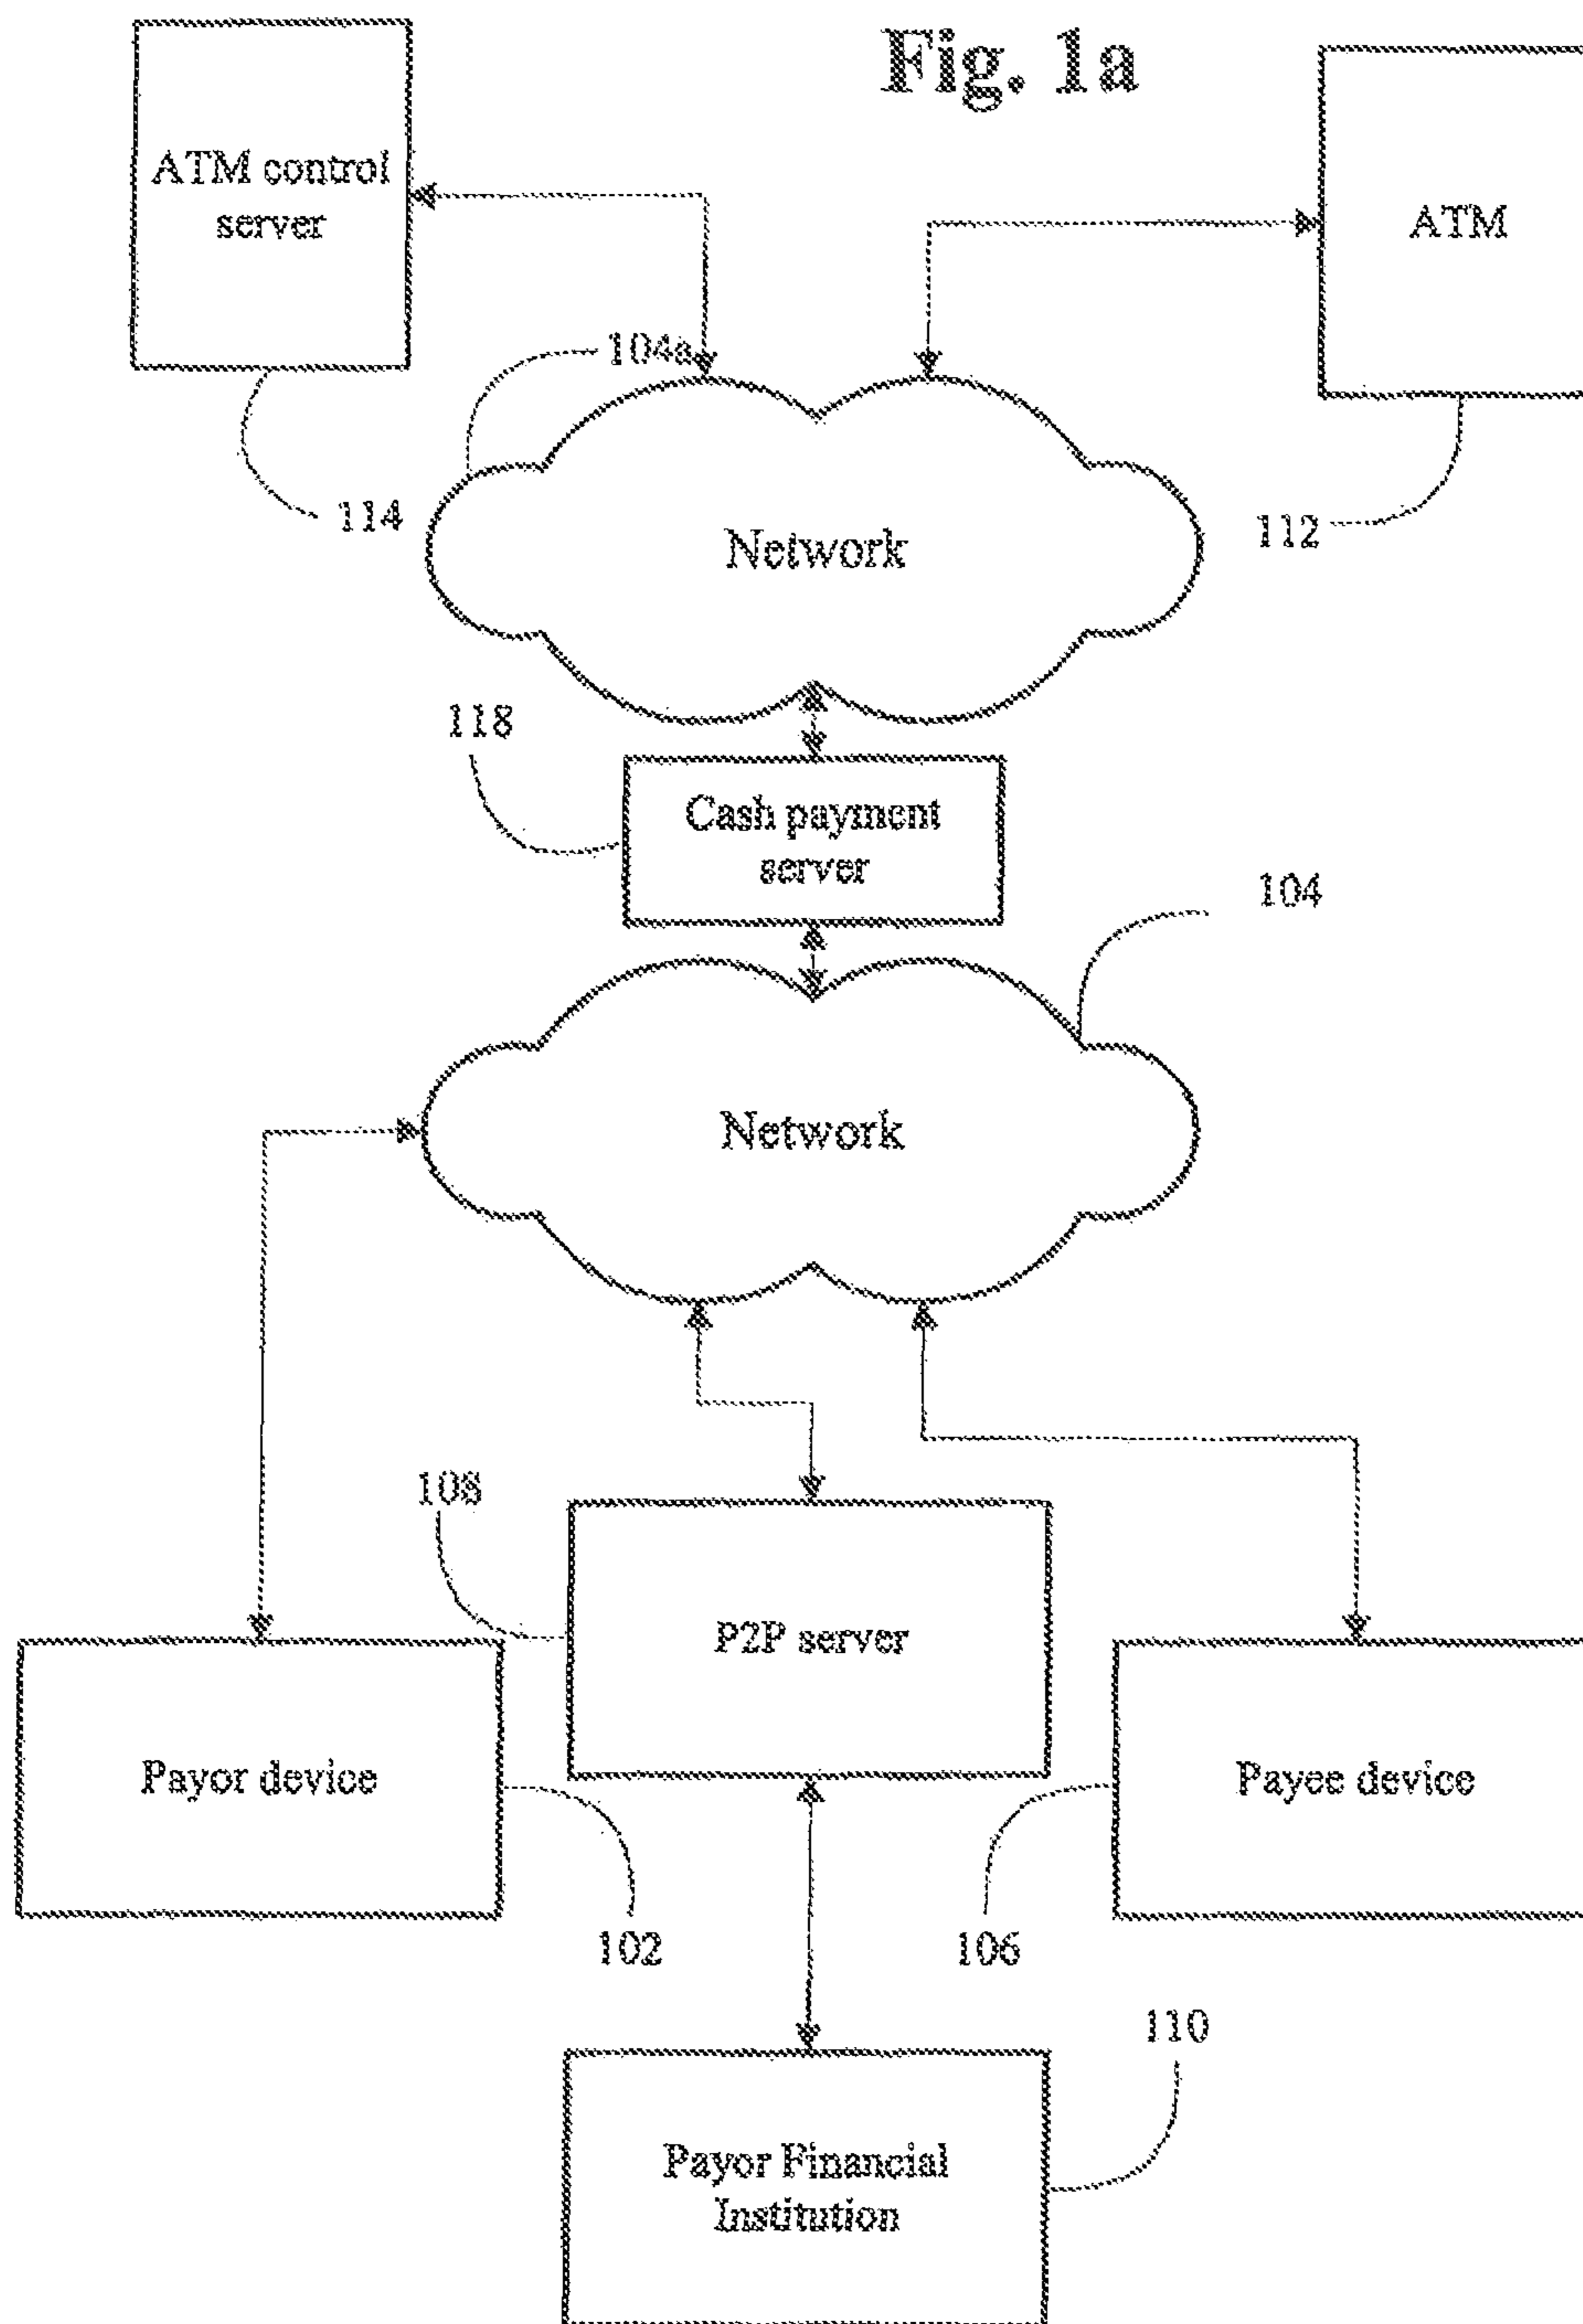 Fig. 1a
ATM control
server
ATM
104a
114
Network
112
118
Cash payment
server
104
Network
108
P2P server
Payor device
Payee device
102
106
110
Payor Financial
Institution